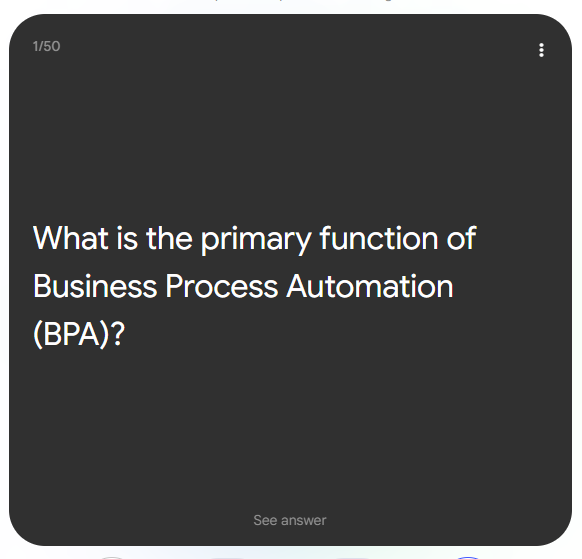 1/50
What is the primary function of
Business Process Automation
(BPA)?
See answer